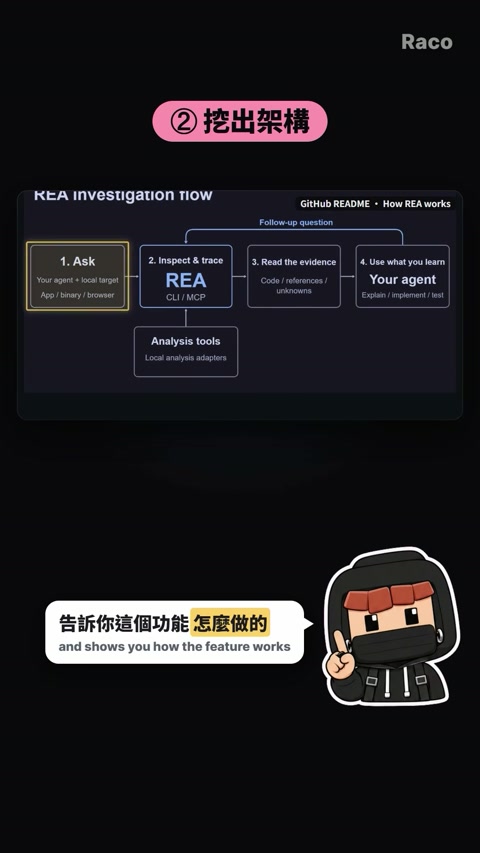 Raco
② 挖出架構
REA investigation flow
GitHub README • How REA works
Follow-up question
1. Ask
Your agent + local target
App / binary / browser
2. Inspect & trace
REA
CLI / MCP
3. Read the evidence
Code / references /
unknowns
4. Use what you learn
Your agent
Explain / implement / test
Analysis tools
Local analysis adapters
告訴你這個功能 怎麼做的
and shows you how the feature works